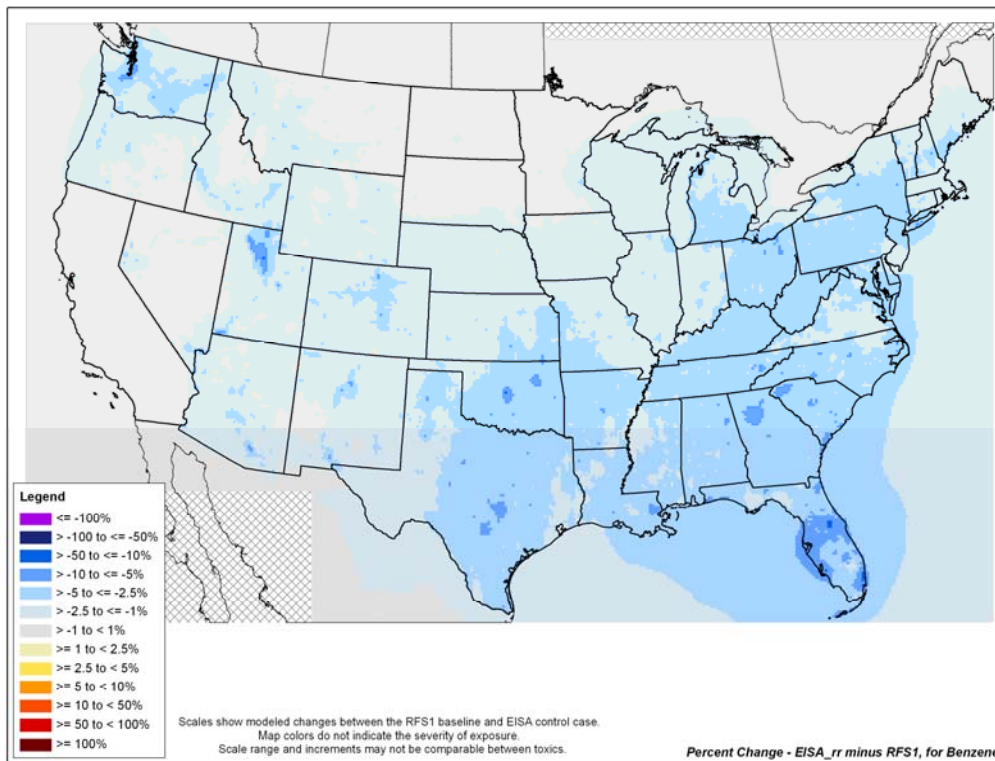 Legend
<= -100%
> -100 to <= -50%
> -50 to <= -10%
> -10 to <= -5%
> -5 to <= -2.5%
> -2.5 to <= -1%
> -1 to < 1%
>= 1 to < 2.5%
>= 2.5 to < 5%
>= 5 to < 10%
>= 10 to < 50%
>= 50 to < 100%
>= 100%
Scales show modeled changes between the RFS1 baseline and EISA control case.
Map colors do not indicate the severity of exposure.
Scale range and increments may not be comparable between toxics.
Percent Change - EISA_rr minus RFS1, for Benzene